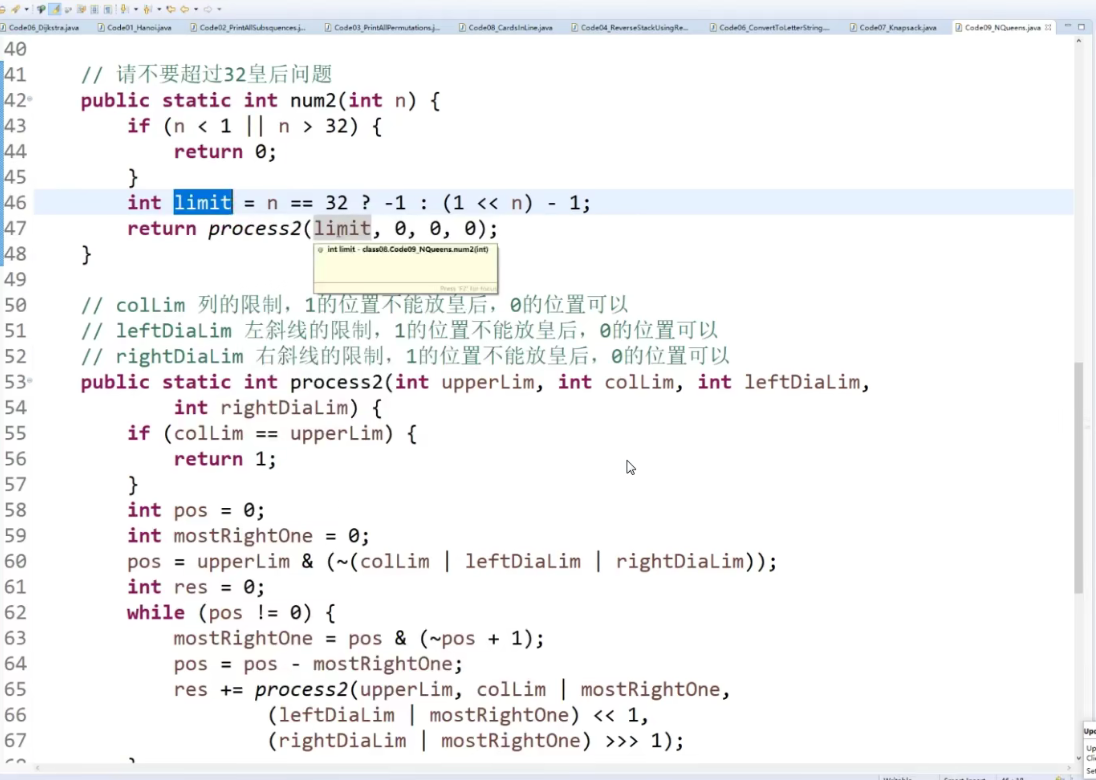 Code06_Dijkstra.java Code01_Hanoi.java Code02_PrintAllSubsquences.j... Code03_PrintAllPermutations.j... Code08_CardsInLine.java Code04_ReverseStackUsingRe... Code06_ConvertToLetterString.... Code07_Knapsack.java Code09_NQueens.java
40
41 // 请不要超过32皇后问题
42 public static int num2(int n) {
43 if (n < 1 || n > 32) {
44 return 0;
45 }
46 int limit = n == 32 ? -1 : (1 << n) - 1;
47 return process2(limit, 0, 0, 0);
int limit - class08.Code09_NQueens.num2(int)
Press 'F2' for focus
48 }
49
50 // colLim 列的限制，1的位置不能放皇后，0的位置可以
51 // leftDiaLim 左斜线的限制，1的位置不能放皇后，0的位置可以
52 // rightDiaLim 右斜线的限制，1的位置不能放皇后，0的位置可以
53 public static int process2(int upperLim, int colLim, int leftDiaLim,
54 int rightDiaLim) {
55 if (colLim == upperLim) {
56 return 1;
57 }
58 int pos = 0;
59 int mostRightOne = 0;
60 pos = upperLim & (~(colLim | leftDiaLim | rightDiaLim));
61 int res = 0;
62 while (pos != 0) {
63 mostRightOne = pos & (~pos + 1);
64 pos = pos - mostRightOne;
65 res += process2(upperLim, colLim | mostRightOne,
66 (leftDiaLim | mostRightOne) << 1,
67 (rightDiaLim | mostRightOne) >>> 1);